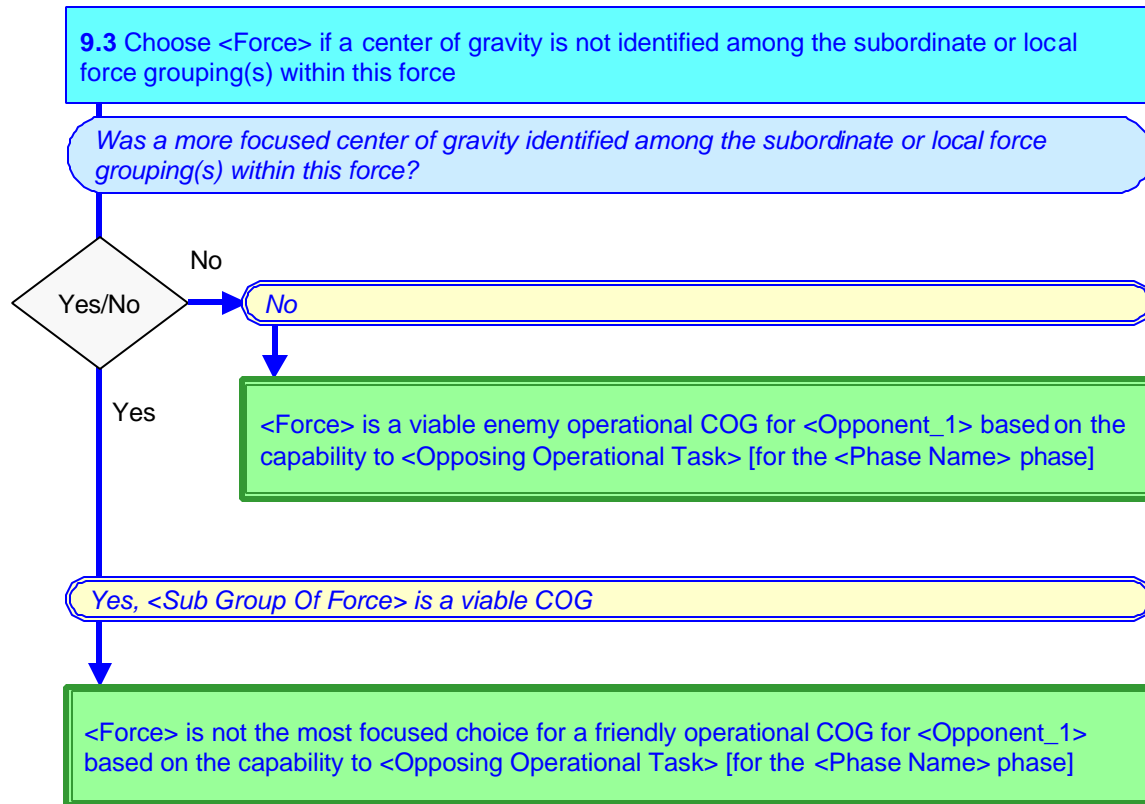 9.3 Choose <Force> if a center of gravity is not identified among the subordinate or local
force grouping(s) within this force
Was a more focused center of gravity identified among the subordinate or local force
grouping(s) within this force?
No
Yes/No
No
Yes
<Force> is a viable enemy operational COG for <Opponent_1> based on the
capability to <Opposing Operational Task> [for the <Phase Name> phase]
Yes, <Sub Group Of Force> is a viable COG
<Force> is not the most focused choice for a friendly operational COG for <Opponent_1>
based on the capability to <Opposing Operational Task> [for the <Phase Name> phase]